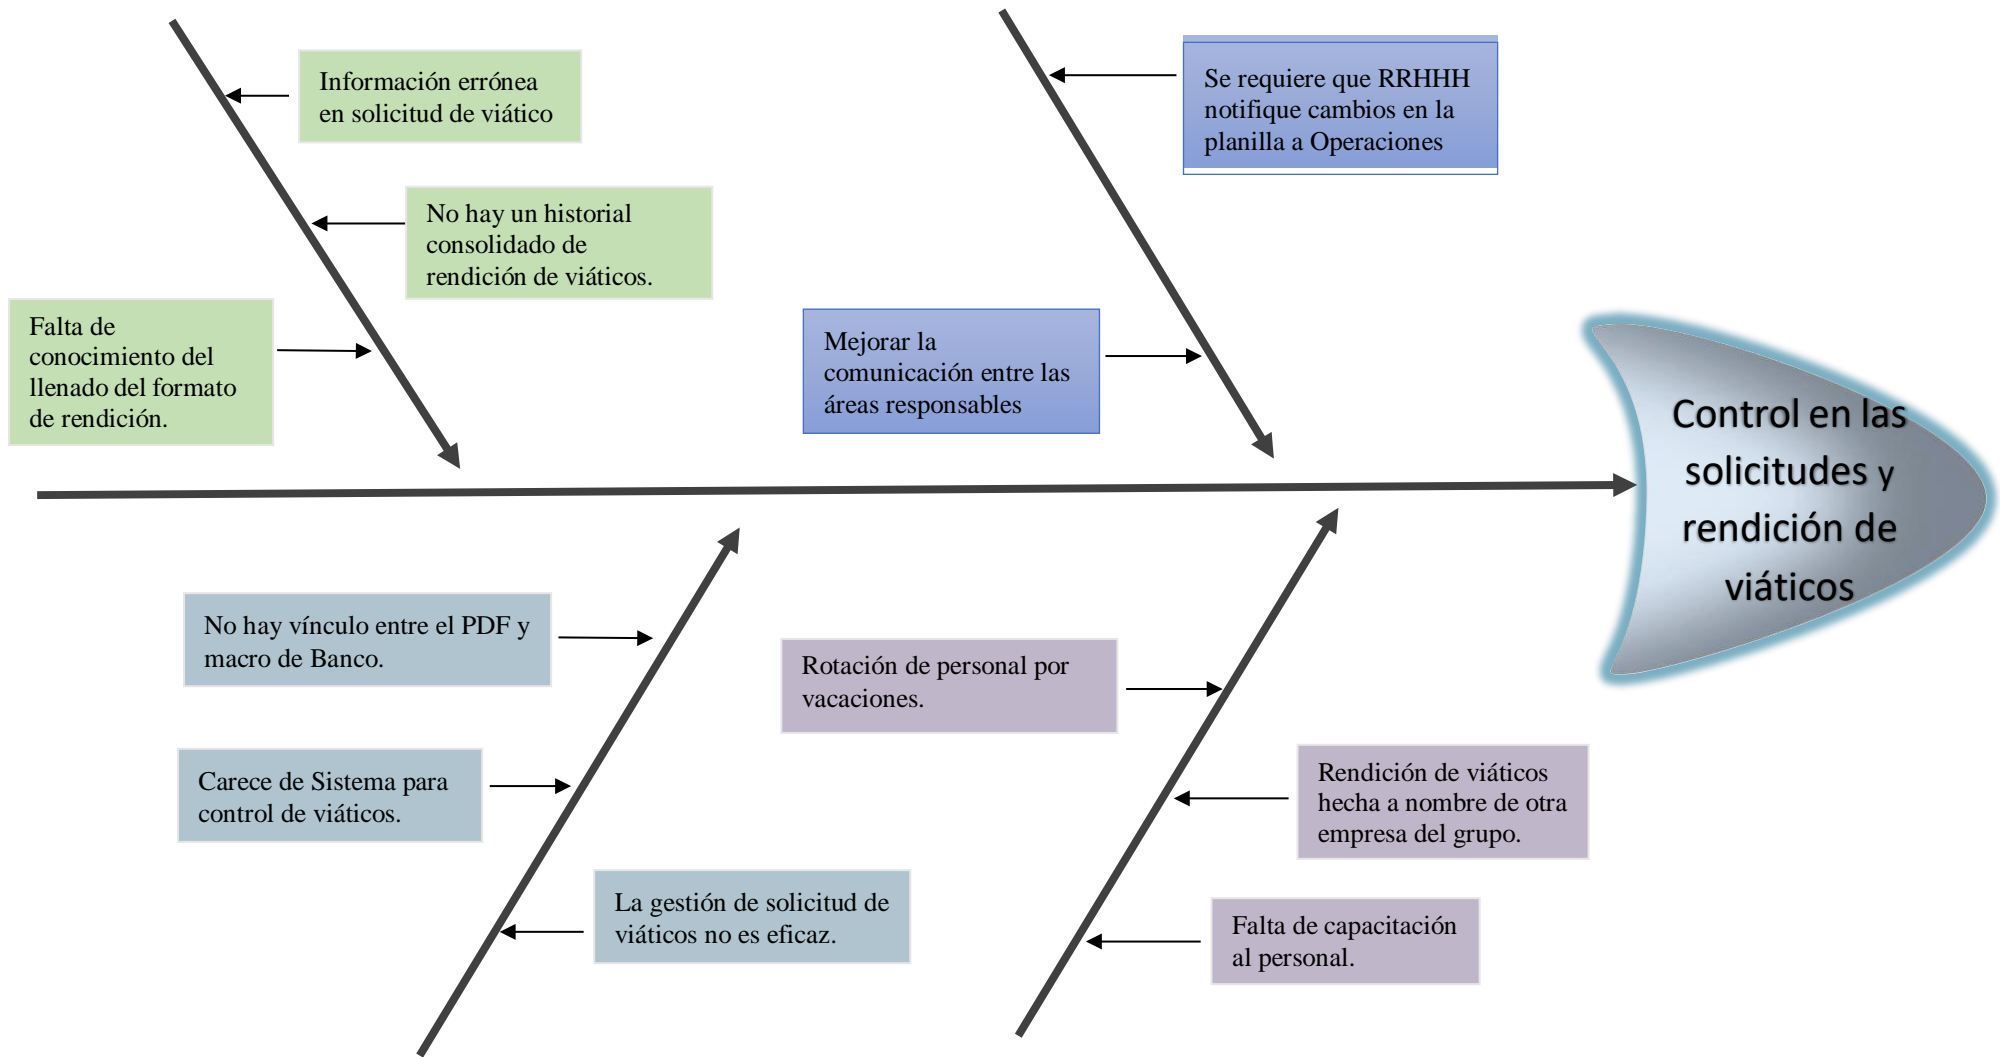 Información errónea
en solicitud de viático
No hay un historial
consolidado de
rendición de viáticos.
Falta de
conocimiento del
llenado del formato
de rendición.
Se requiere que RRHHH
notifique cambios en la
planilla a Operaciones
Mejorar la
comunicación entre las
áreas responsables
Control en las
solicitudes y
rendición de
viáticos
No hay vínculo entre el PDF y
macro de Banco.
Carece de Sistema para
control de viáticos.
La gestión de solicitud de
viáticos no es eficaz.
Rotación de personal por
vacaciones.
Rendición de viáticos
hecha a nombre de otra
empresa del grupo.
Falta de capacitación
al personal.